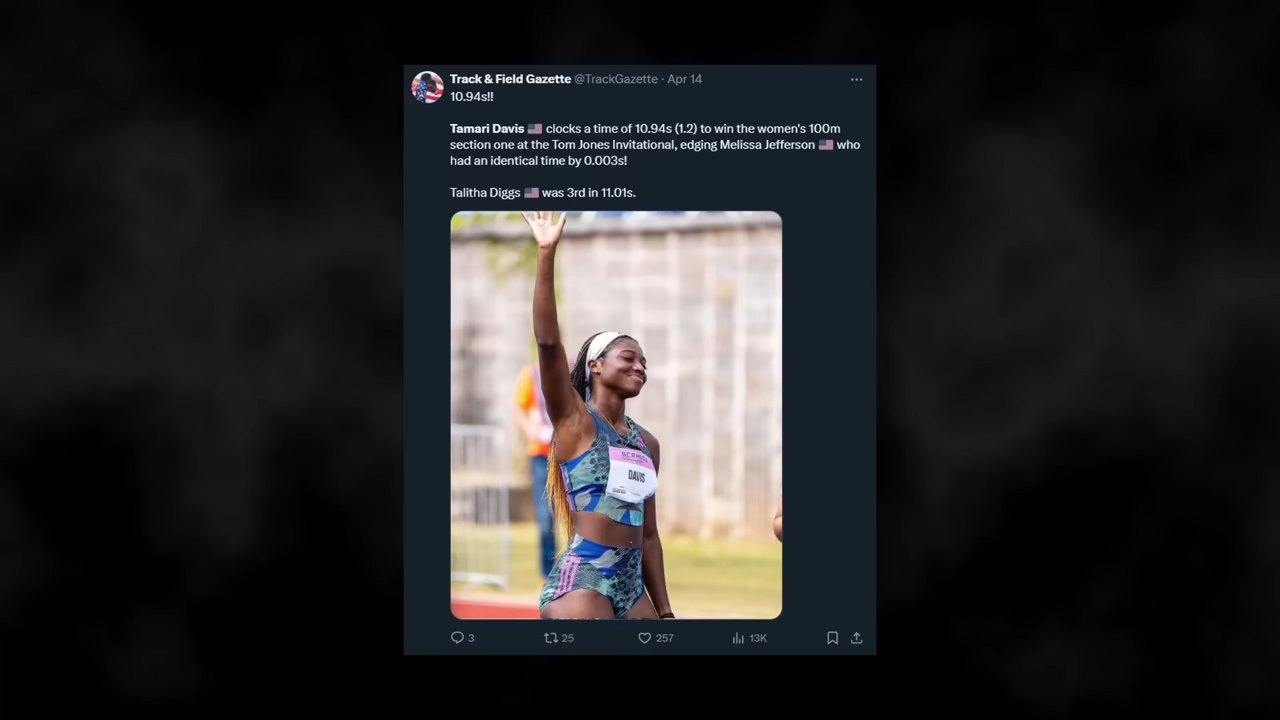 Track & Field Gazette @TrackGazette · Apr 14
10.94s!!
Tamari Davis 🇺🇸 clocks a time of 10.94s (1.2) to win the women's 100m
section one at the Tom Jones Invitational, edging Melissa Jefferson 🇺🇸 who
had an identical time by 0.003s!
Talitha Diggs 🇺🇸 was 3rd in 11.01s.
DAVIS
3 25 257 13K